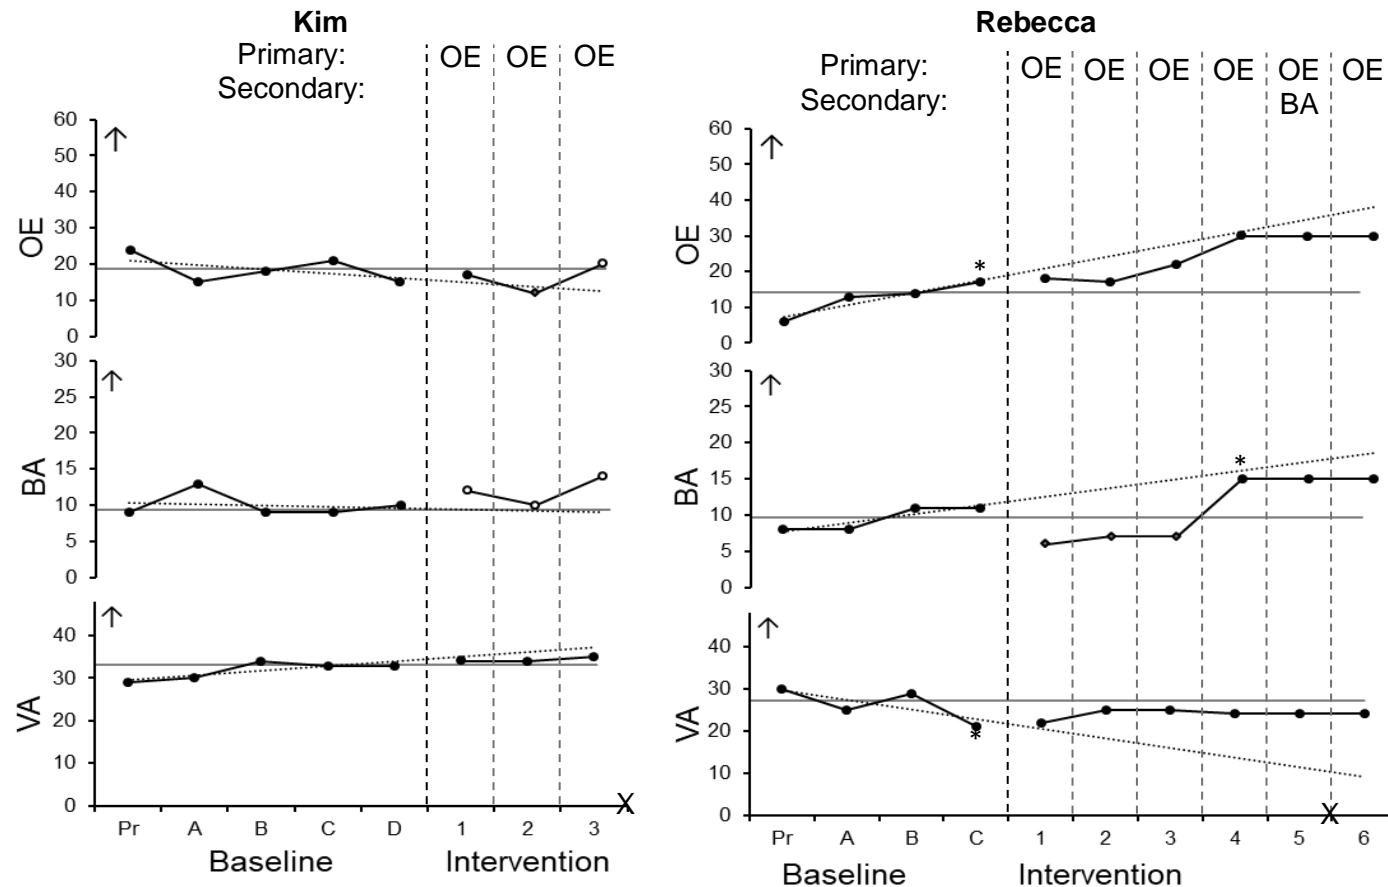 Kim
Primary: OE OE OE
Secondary:
OE
60
50
40
30
20
10
0
BA
30
25
20
15
10
5
0
VA
40
30
20
10
0
Pr A B C D 1 2 3 X
Baseline Intervention
Rebecca
Primary: OE OE OE OE OE OE
Secondary: BA
OE
60
50
40
30
20
10
0
*
BA
30
25
20
15
10
5
0
*
VA
40
30
20
10
0
*
X
Pr A B C 1 2 3 4 5 6
Baseline Intervention